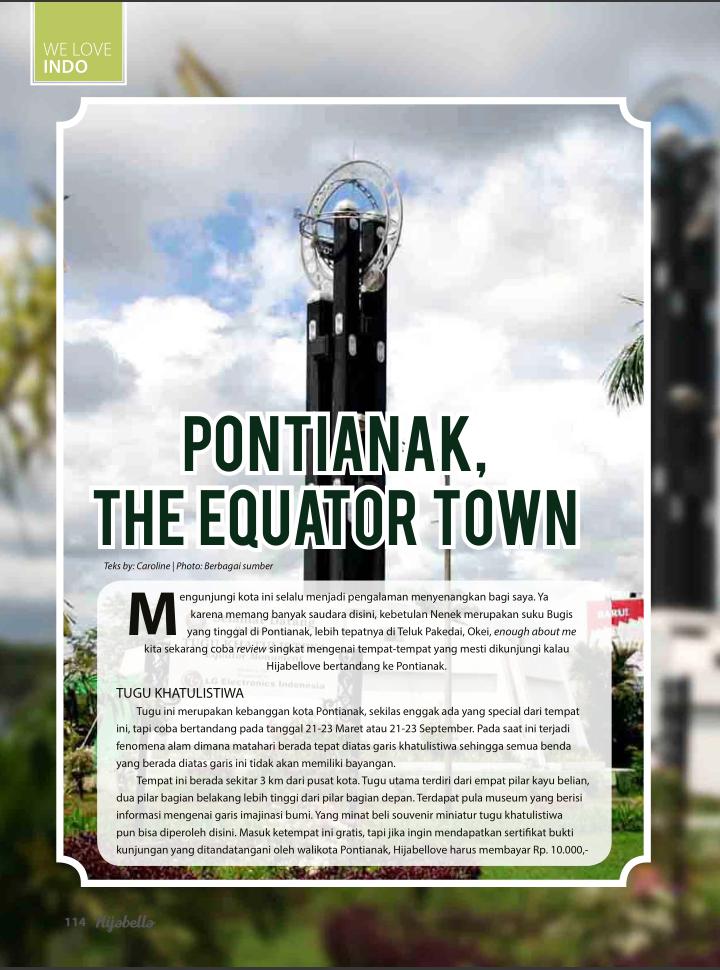 WE LOVE
INDO
PONTIANAK,
THE EQUATOR TOWN
Teks by: Caroline | Photo: Berbagai sumber
Mengunjungi kota ini selalu menjadi pengalaman menyenangkan bagi saya. Ya
karena memang banyak saudara disini, kebetulan Nenek merupakan suku Bugis
yang tinggal di Pontianak, lebih tepatnya di Teluk Pakedai, Okei, enough about me
kita sekarang coba review singkat mengenai tempat-tempat yang mesti dikunjungi kalau
Hijabellove bertandang ke Pontianak.
TUGU KHATULISTIWA
Tugu ini merupakan kebanggan kota Pontianak, sekilas enggak ada yang special dari tempat
ini, tapi coba bertandang pada tanggal 21-23 Maret atau 21-23 September. Pada saat ini terjadi
fenomena alam dimana matahari berada tepat diatas garis khatulistiwa sehingga semua benda
yang berada diatas garis ini tidak akan memiliki bayangan.
Tempat ini berada sekitar 3 km dari pusat kota. Tugu utama terdiri dari empat pilar kayu belian,
dua pilar bagian belakang lebih tinggi dari pilar bagian depan. Terdapat pula museum yang berisi
informasi mengenai garis imajinasi bumi. Yang minat beli souvenir miniatur tugu khatulistiwa
pun bisa diperoleh disini. Masuk ketempat ini gratis, tapi jika ingin mendapatkan sertifikat bukti
kunjungan yang ditandatangani oleh walikota Pontianak, Hijabellove harus membayar Rp. 10.000,-
BARU!
LG Electronics Indonesia
114 Hijabella